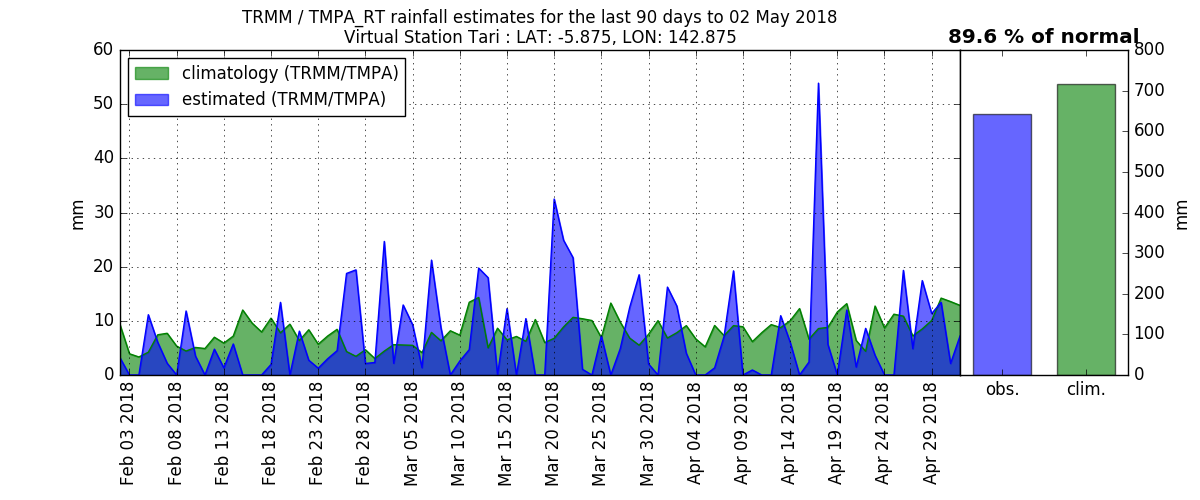 TRMM / TMPA_RT rainfall estimates for the last 90 days to 02 May 2018
Virtual Station Tari : LAT: -5.875, LON: 142.875
89.6 % of normal
climatology (TRMM/TMPA)
estimated (TRMM/TMPA)
mm
60
50
40
30
20
10
0
Feb 03 2018
Feb 08 2018
Feb 13 2018
Feb 18 2018
Feb 23 2018
Feb 28 2018
Mar 05 2018
Mar 10 2018
Mar 15 2018
Mar 20 2018
Mar 25 2018
Mar 30 2018
Apr 04 2018
Apr 09 2018
Apr 14 2018
Apr 19 2018
Apr 24 2018
Apr 29 2018
obs.
clim.
800
700
600
500
400
300
200
100
0
mm